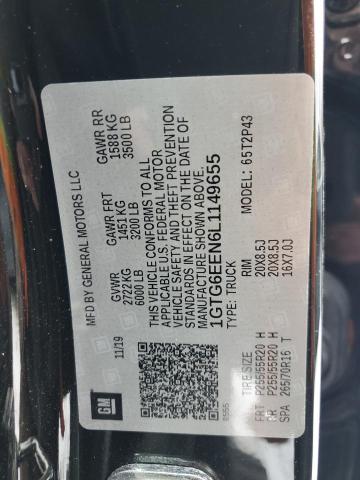 GM
MFD BY GENERAL MOTORS LLC
11/19
GVWR GAWR FRT GAWR RR
2722 KG 1451 KG 1588 KG
6000 LB 3200 LB 3500 LB
THIS VEHICLE CONFORMS TO ALL
APPLICABLE U.S. FEDERAL MOTOR
VEHICLE SAFETY AND THEFT PREVENTION
STANDARDS IN EFFECT ON THE DATE OF
MANUFACTURE SHOWN ABOVE.
1GTG6EEN6L1149655
TYPE: TRUCK MODEL: 65T2P43
TIRE SIZE RIM
FRT P255/55R20 H 20X8.5J
RR P255/55R20 H 20X8.5J
SPA 265/70R16 T 16X7.0J